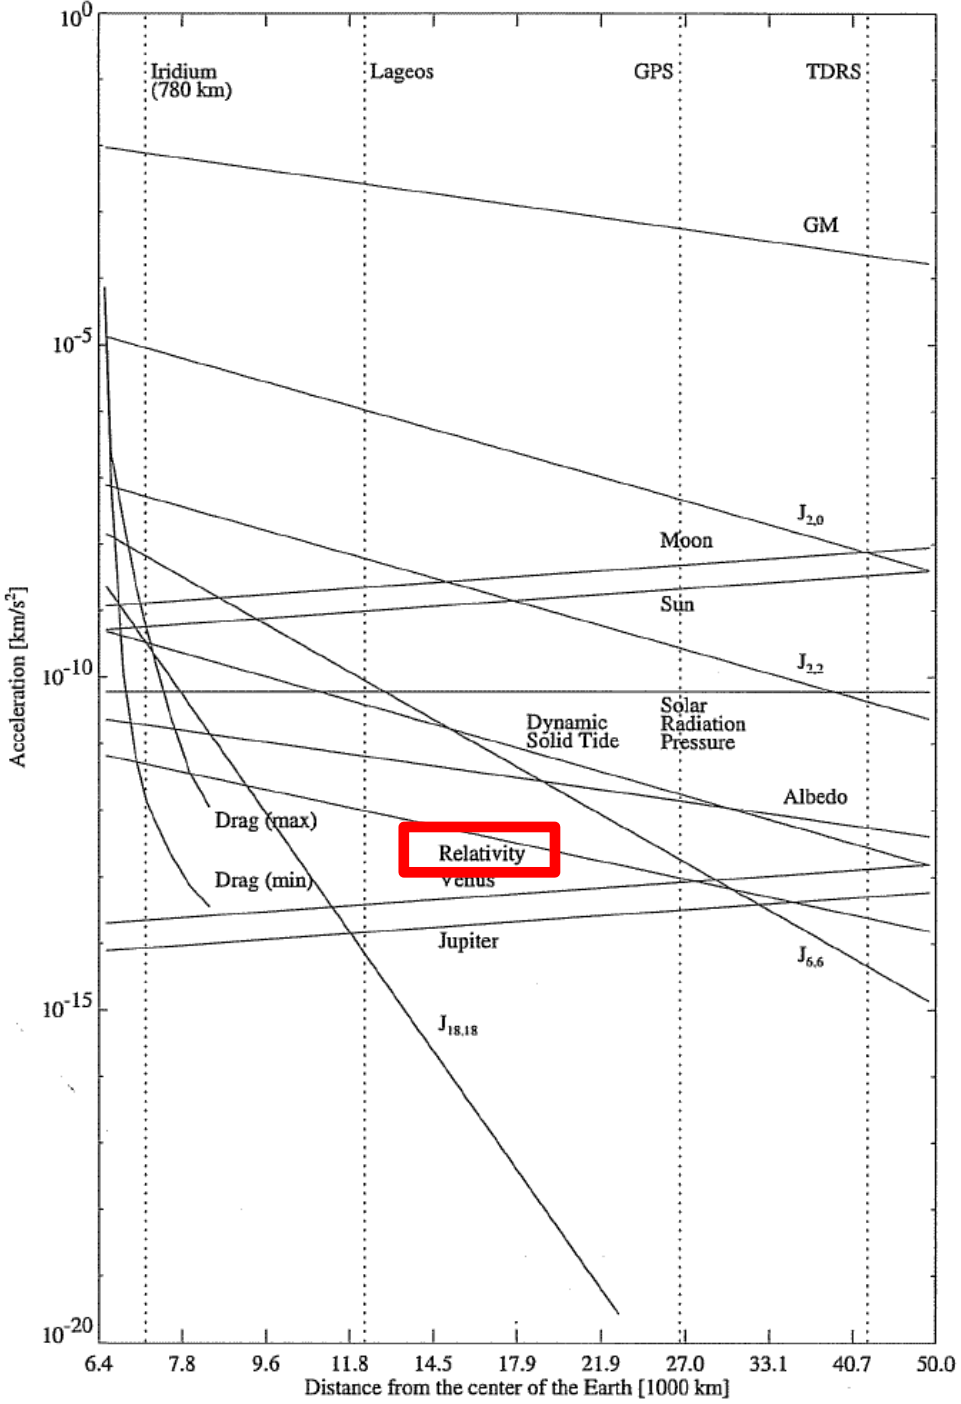 10^0
Iridium
(780 km)
Lageos
GPS
TDRS
GM
10^-5
J2,0
Moon
Sun
J2,2
10^-10
Solar
Radiation
Pressure
Dynamic
Solid Tide
Albedo
Drag (max)
Relativity
Drag (min)
Venus
Jupiter
J6,6
10^-15
J18,18
10^-20
6.4 7.8 9.6 11.8 14.5 17.9 21.9 27.0 33.1 40.7 50.0
Distance from the center of the Earth [1000 km]
Acceleration [km/s^2]